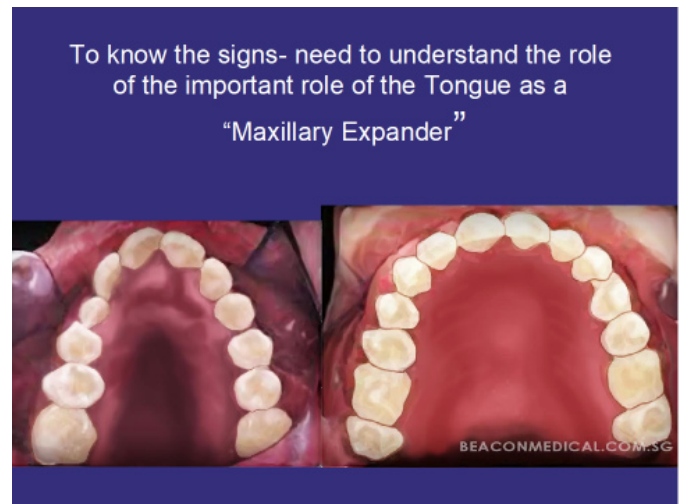 To know the signs- need to understand the role
of the important role of the Tongue as a
“Maxillary Expander”
BEACONMEDICAL.COM.SG